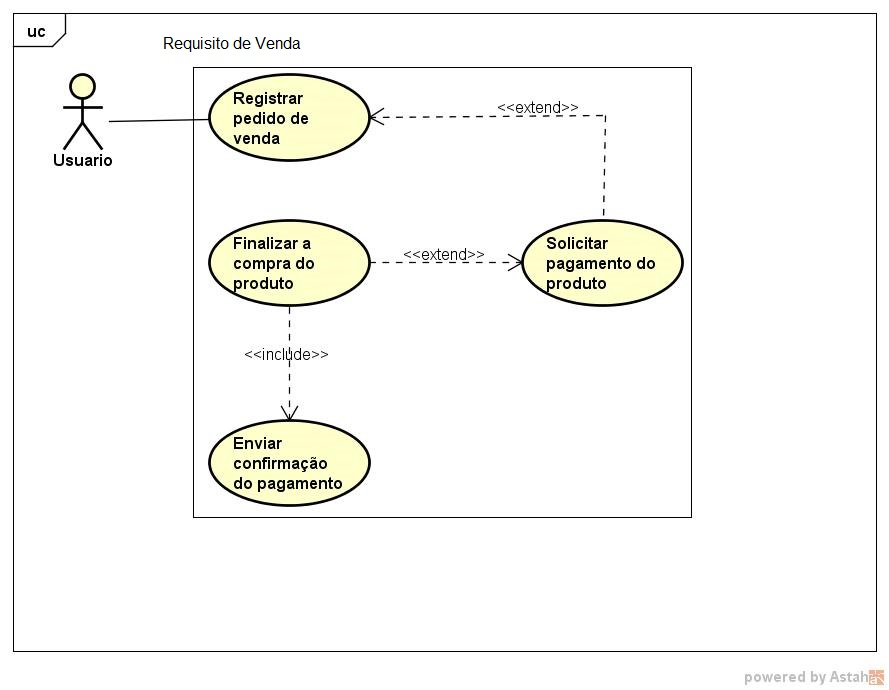 uc
Requisito de Venda
Usuario
Registrar
pedido de
venda
<<extend>>
Finalizar a
compra do
produto
<<extend>>
Solicitar
pagamento do
produto
<<include>>
Enviar
confirmação
do pagamento
powered by Astah